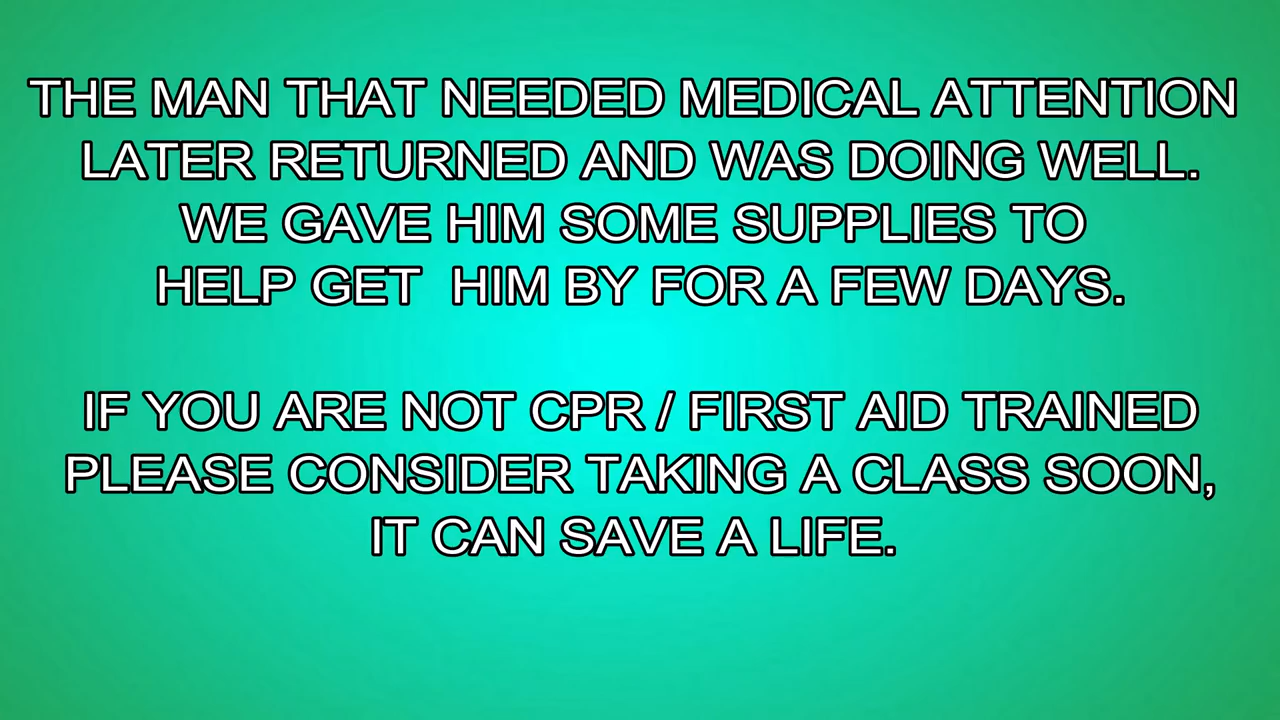 THE MAN THAT NEEDED MEDICAL ATTENTION
LATER RETURNED AND WAS DOING WELL.
WE GAVE HIM SOME SUPPLIES TO
HELP GET  HIM BY FOR A FEW DAYS.
IF YOU ARE NOT CPR / FIRST AID TRAINED
PLEASE CONSIDER TAKING A CLASS SOON,
IT CAN SAVE A LIFE.